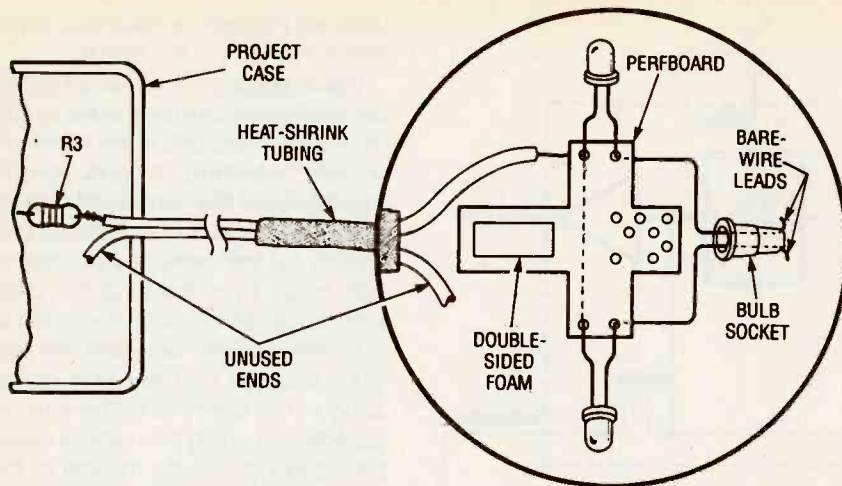 PROJECT
CASE
R3
HEAT-SHRINK
TUBING
PERFBOARD
BARE-
WIRE
LEADS
UNUSED
ENDS
DOUBLE-
SIDED
FOAM
BULB
SOCKET